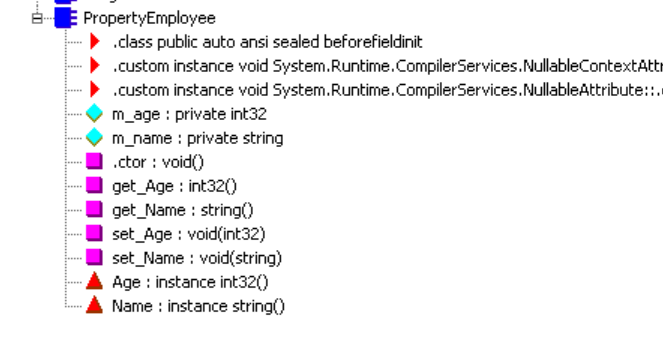 PropertyEmployee
.class public auto ansi sealed beforefieldinit
.custom instance void System.Runtime.CompilerServices.NullableContextAttr
.custom instance void System.Runtime.CompilerServices.NullableAttribute::.
m_age : private int32
m_name : private string
.ctor : void()
get_Age : int32()
get_Name : string()
set_Age : void(int32)
set_Name : void(string)
Age : instance int32()
Name : instance string()